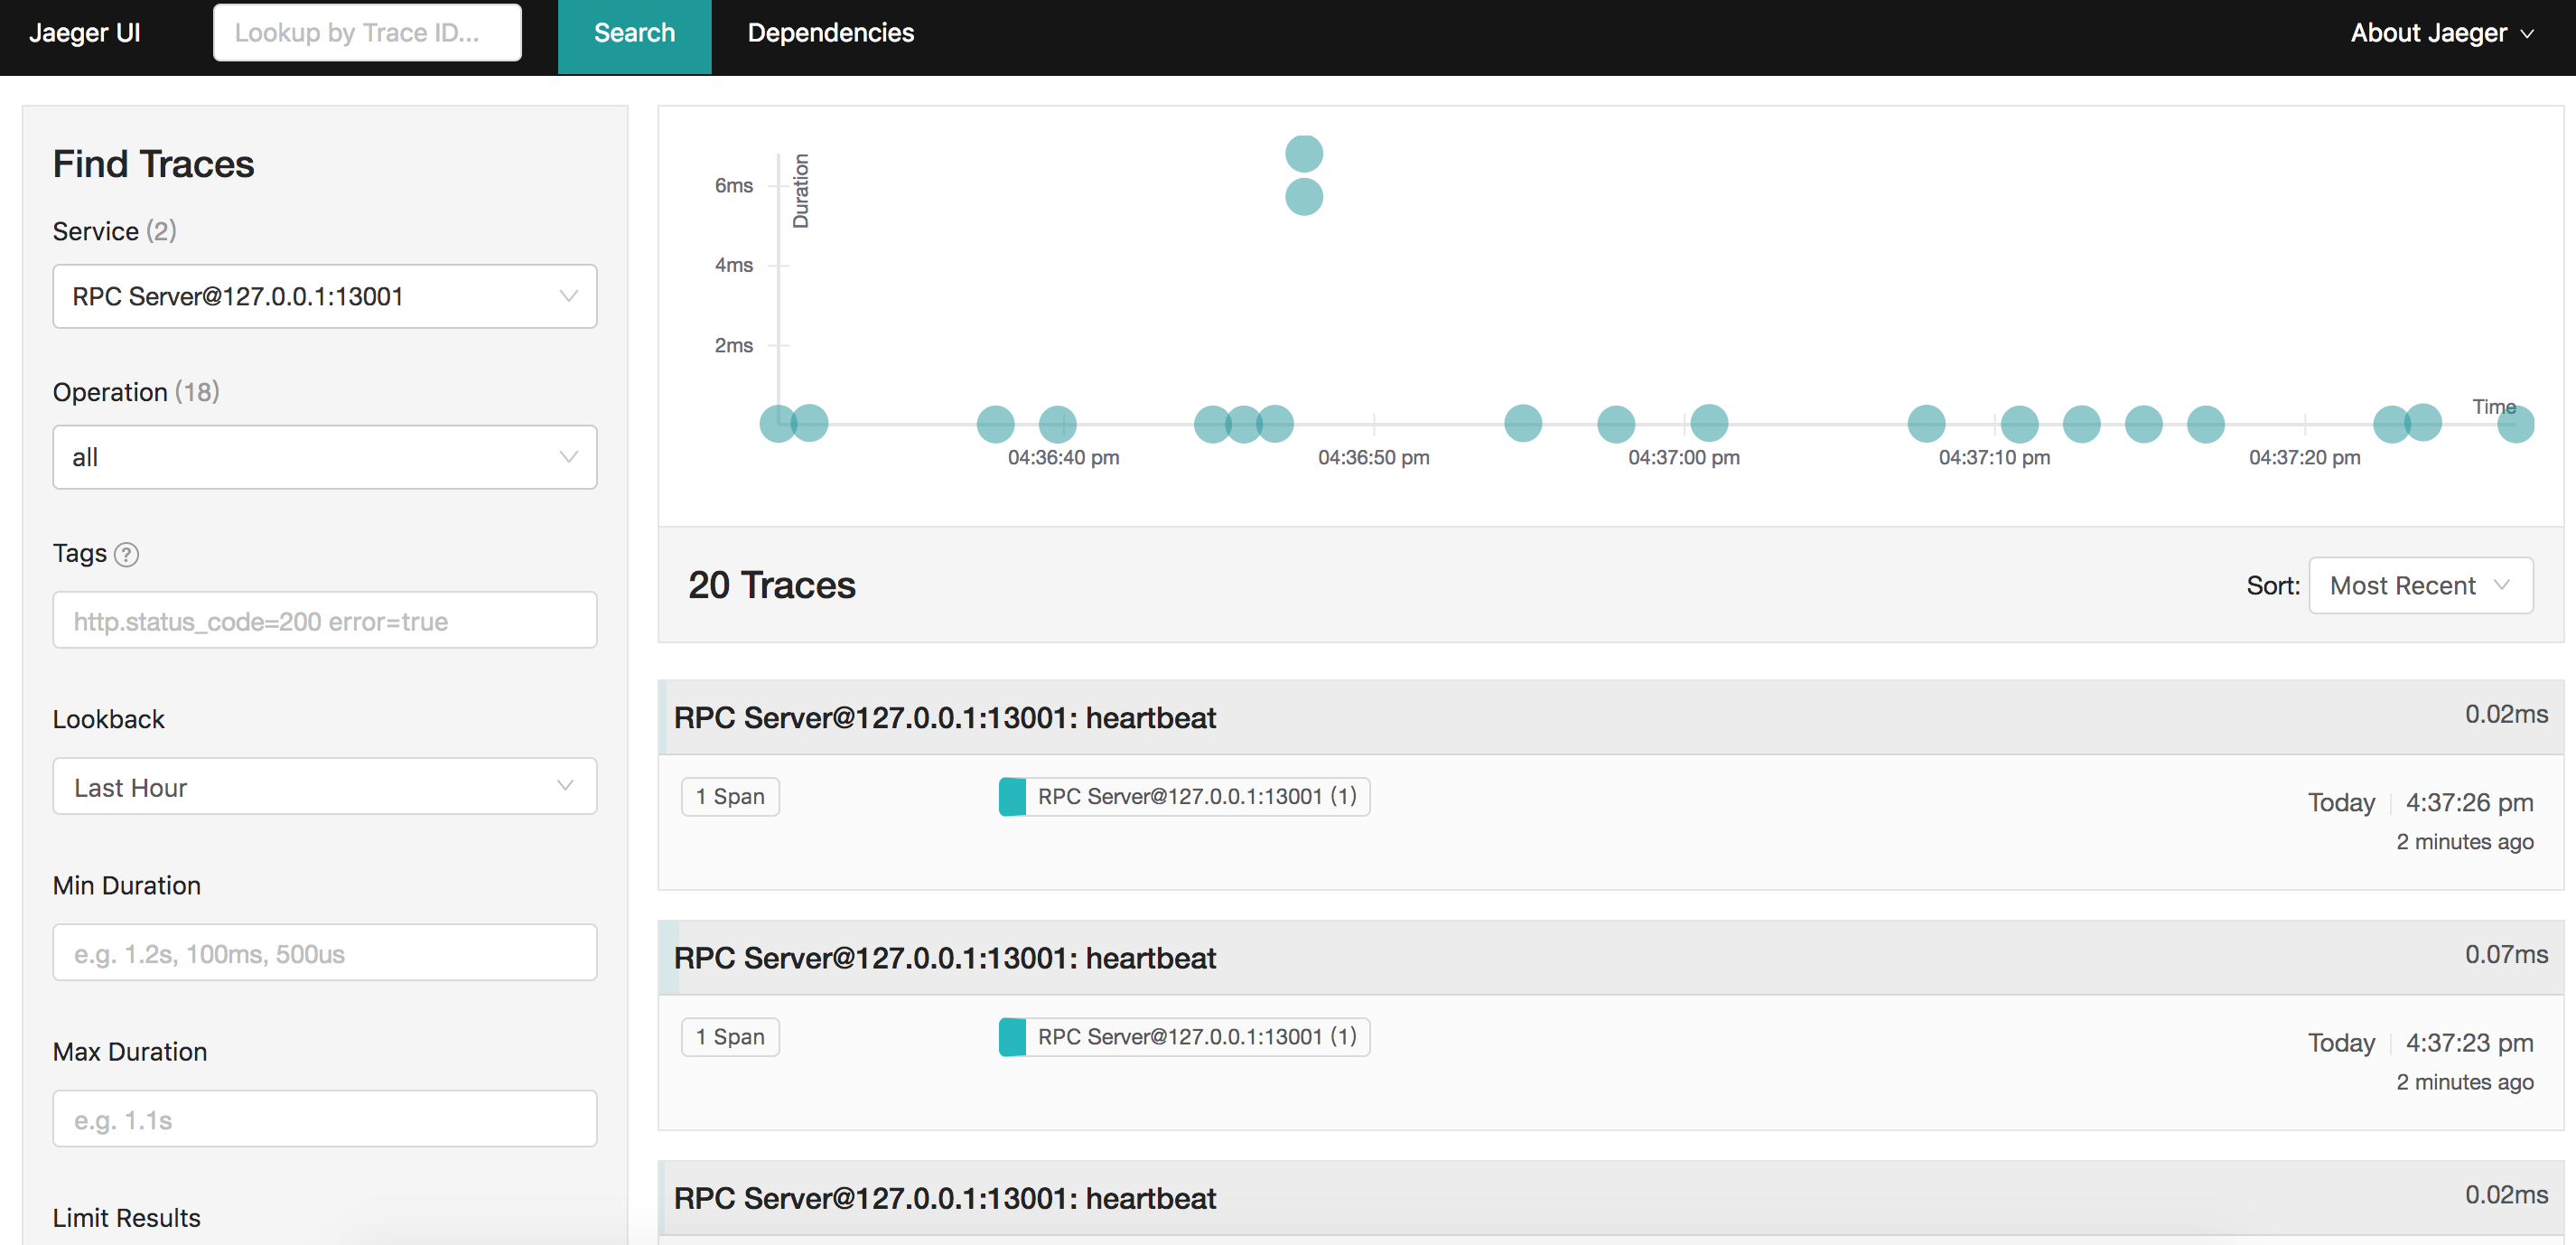 Jaeger UI
Lookup by Trace ID...
Search
Dependencies
About Jaeger
Find Traces
Service (2)
RPC Server@127.0.0.1:13001
Operation (18)
all
Tags ?
http.status_code=200 error=true
Lookback
Last Hour
Min Duration
e.g. 1.2s, 100ms, 500us
Max Duration
e.g. 1.1s
Limit Results
Duration
6ms
4ms
2ms
Time
04:36:40 pm
04:36:50 pm
04:37:00 pm
04:37:10 pm
04:37:20 pm
20 Traces
Sort: Most Recent
RPC Server@127.0.0.1:13001: heartbeat
0.02ms
1 Span
RPC Server@127.0.0.1:13001 (1)
Today 4:37:26 pm
2 minutes ago
RPC Server@127.0.0.1:13001: heartbeat
0.07ms
1 Span
RPC Server@127.0.0.1:13001 (1)
Today 4:37:23 pm
2 minutes ago
RPC Server@127.0.0.1:13001: heartbeat
0.02ms